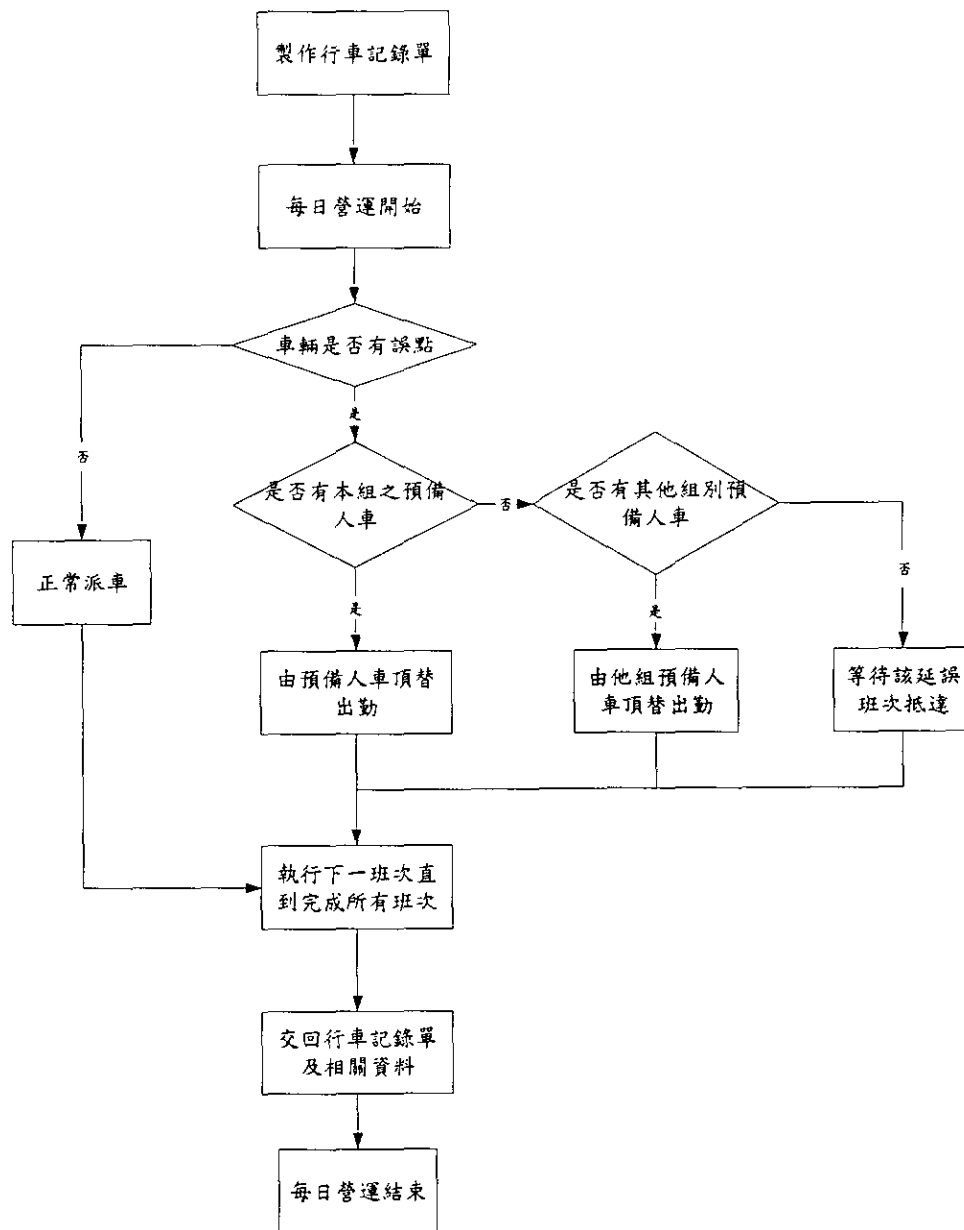 製作行車記錄單
每日營運開始
車輛是否有誤點
是
否
是否有本組之預備
人車
否
是否有其他組別預
備人車
正常派車
是
是
否
由預備人車頂替
出勤
由他組預備人
車頂替出勤
等待該延誤
班次抵達
執行下一班次直
到完成所有班次
交回行車記錄單
及相關資料
每日營運結束